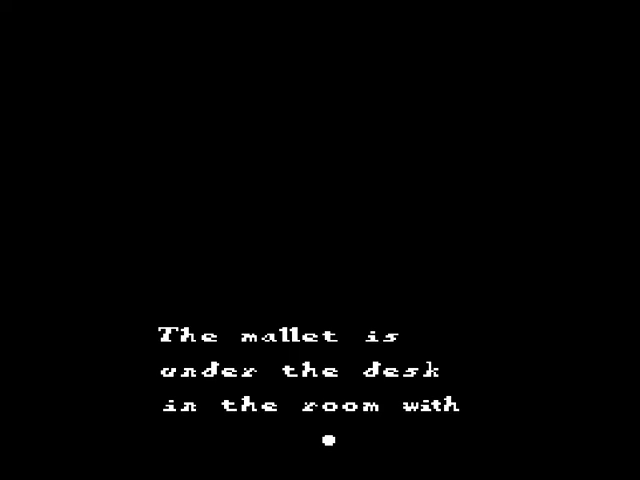 The mallet is
under the desk
in the room with